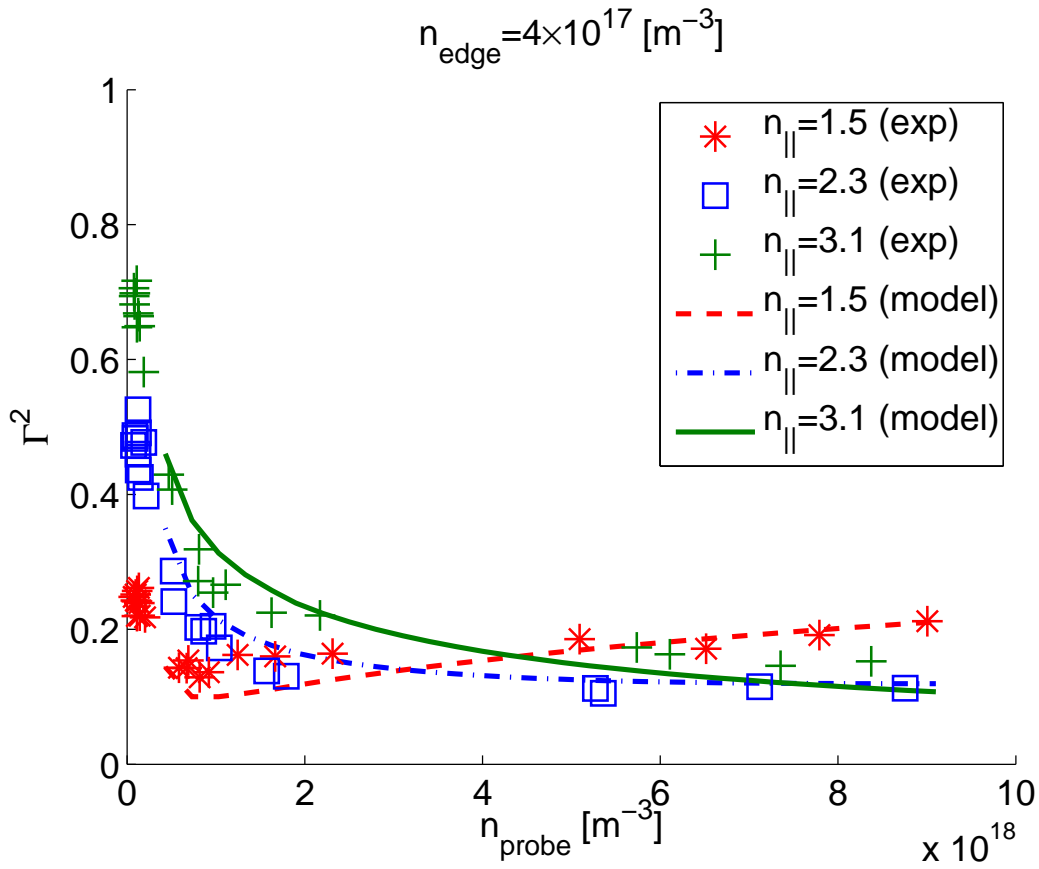 n_edge=4×10^17 [m^−3]
1
0.8
0.6
0.4
0.2
0
Γ^2
n_||=1.5 (exp)
n_||=2.3 (exp)
n_||=3.1 (exp)
n_||=1.5 (model)
n_||=2.3 (model)
n_||=3.1 (model)
0 2 4 6 8 10
n_probe [m^−3]
x 10^18